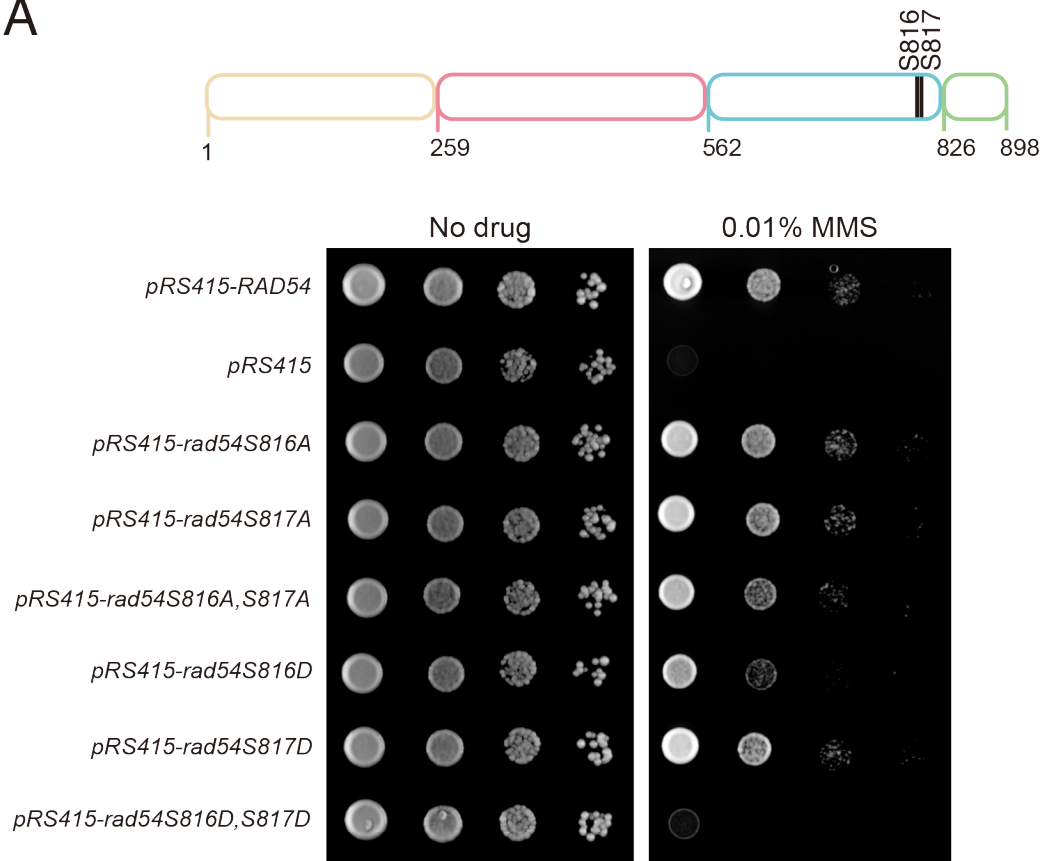 A
S816
S817
1 259 562 826 898
No drug 0.01% MMS
pRS415-RAD54
pRS415
pRS415-rad54S816A
pRS415-rad54S817A
pRS415-rad54S816A,S817A
pRS415-rad54S816D
pRS415-rad54S817D
pRS415-rad54S816D,S817D